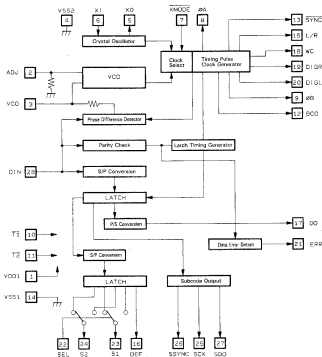 VSS2 XI XO KMODE ØA
4 6 5 7 8
13 SYNC
Crystal Oscillator
15 L/R
18 WC
ADJ 2
VCO
Clock Select
Timing Pulse Clock Generator
19 DIGR
20 DIGL
VCO 3
9 ØB
12 BCO
Phase Difference Detector
Parity Check
Latch Timing Generator
DIN 28
S/P Conversion
LATCH
P/S Conversion
17 DO
T1 10
Data Error Detect
21 ERR
T2 11
S/P Conversion
VDD1 1
LATCH
Subcode Output
VSS1 14
22 24 23 16 26 25 27
SEL S2 S1 DEF SSYNC SCK SDO